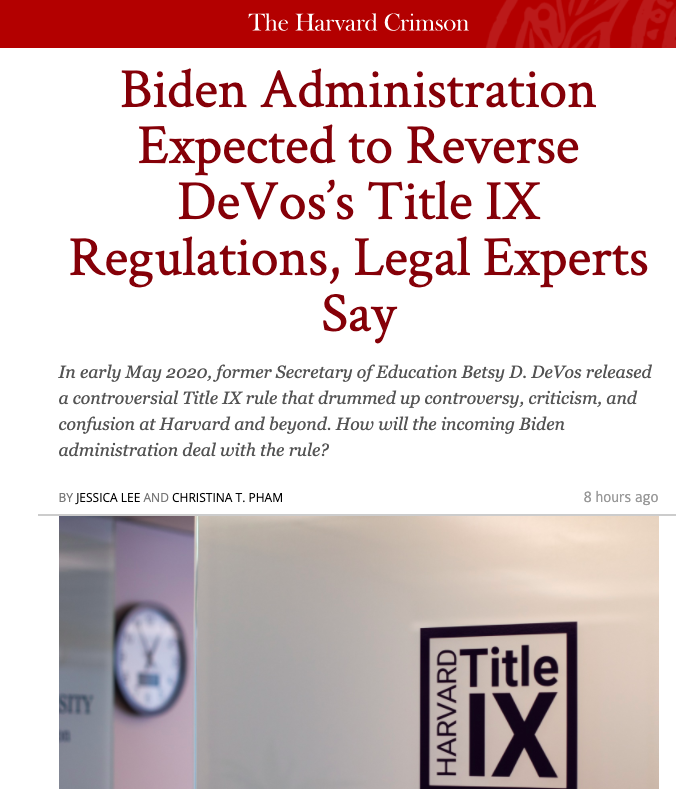 The Harvard Crimson
Biden Administration
Expected to Reverse
DeVos’s Title IX
Regulations, Legal Experts
Say
In early May 2020, former Secretary of Education Betsy D. DeVos released
a controversial Title IX rule that drummed up controversy, criticism, and
confusion at Harvard and beyond. How will the incoming Biden
administration deal with the rule?
BY JESSICA LEE AND CHRISTINA T. PHAM
8 hours ago
SITY
on
HARVARD
Title
IX